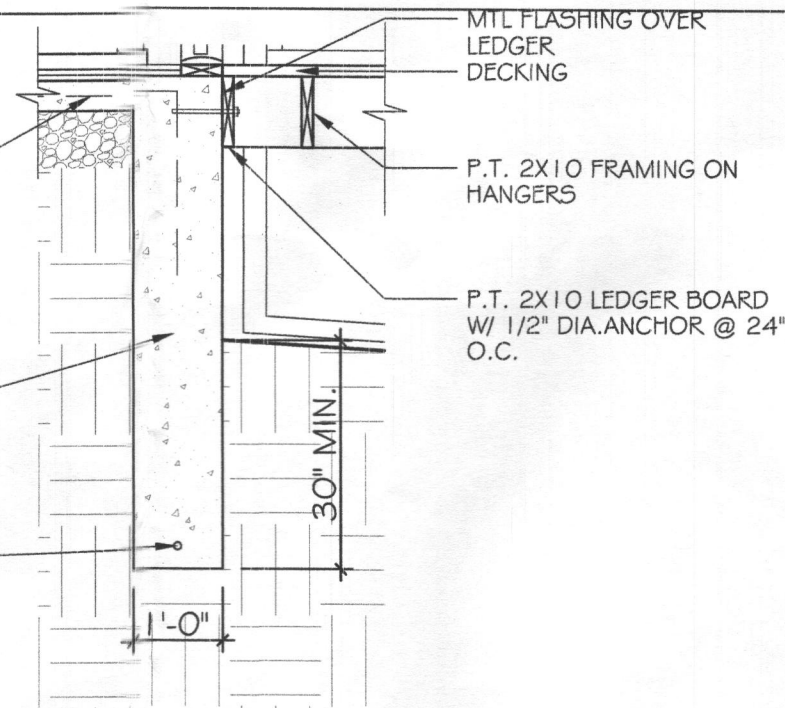 MTL FLASHING OVER
LEDGER
DECKING
P.T. 2X10 FRAMING ON
HANGERS
P.T. 2X10 LEDGER BOARD
W/ 1/2" DIA.ANCHOR @ 24"
O.C.
30" MIN.
1'-0"